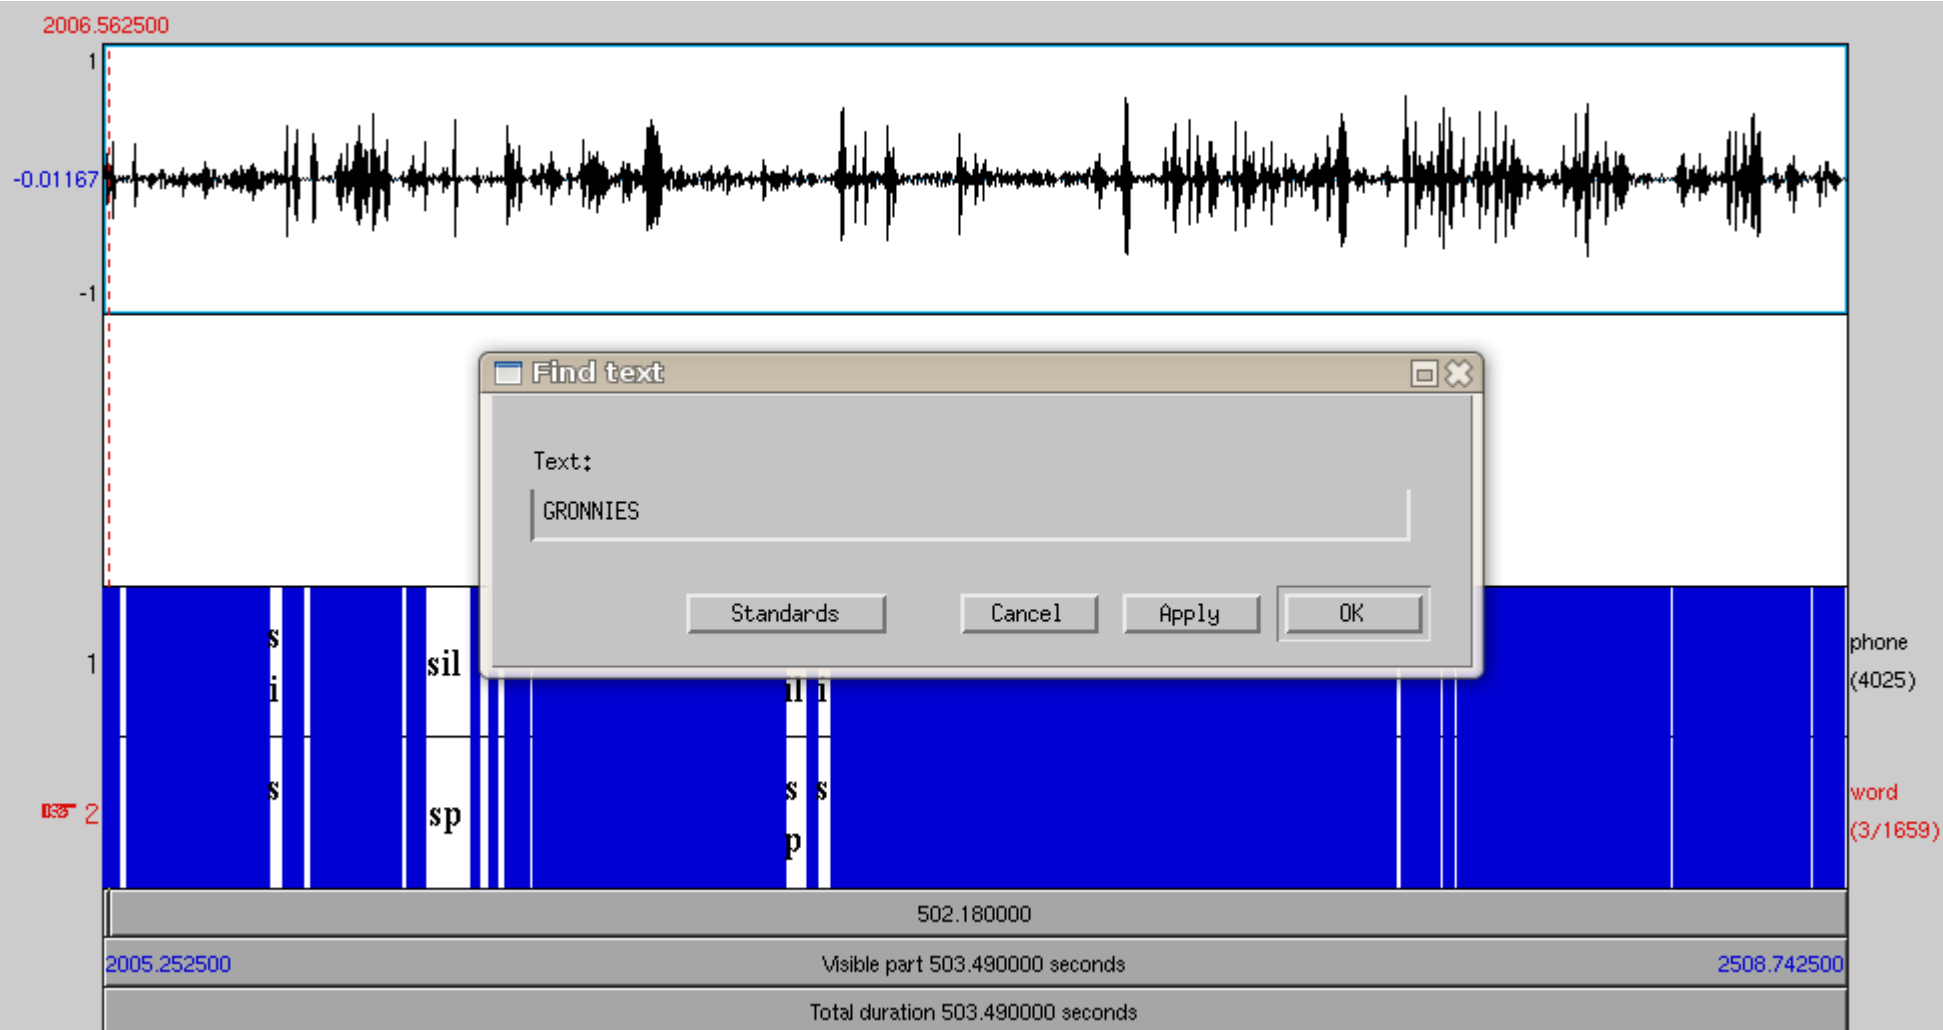 2006.562500
1
-0.01167
-1
Find text
Text:
GRONNIES
Standards Cancel Apply OK
s
i
sil
il i
1
phone
(4025)
s
sp
s s
p
2
word
(3/1659)
502.180000
2005.252500 Visible part 503.490000 seconds 2508.742500
Total duration 503.490000 seconds